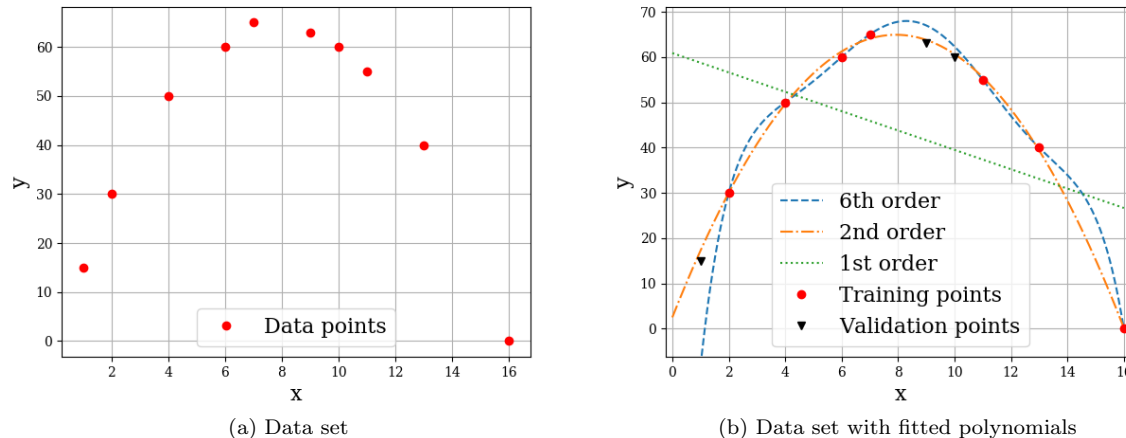 60
50
40
30
20
10
0
y
2
4
6
8
10
12
14
16
x
Data points
(a) Data set
70
60
50
40
30
20
10
0
y
0
2
4
6
8
10
12
14
16
x
6th order
2nd order
1st order
Training points
Validation points
(b) Data set with fitted polynomials